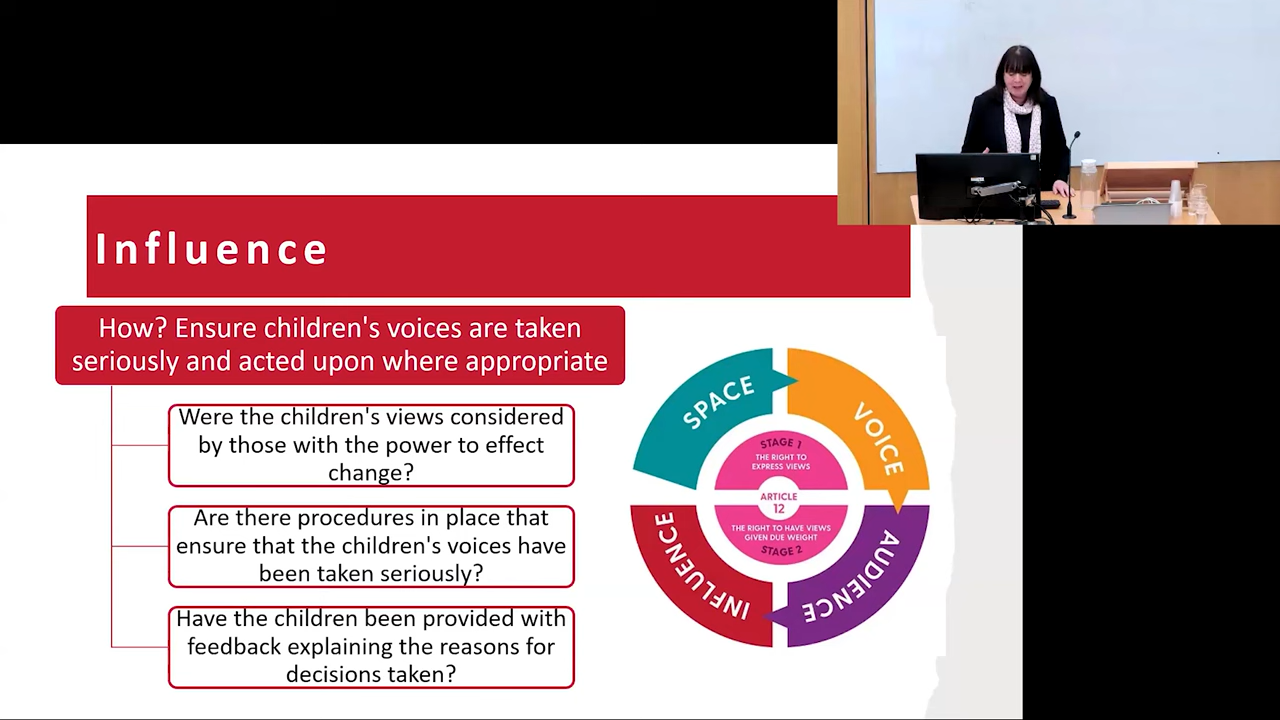 Influence
How? Ensure children's voices are taken
seriously and acted upon where appropriate
Were the children's views considered
by those with the power to effect
change?
Are there procedures in place that
ensure that the children's voices have
been taken seriously?
Have the children been provided with
feedback explaining the reasons for
decisions taken?
SPACE
VOICE
STAGE 1
THE RIGHT TO
EXPRESS VIEWS
ARTICLE
12
THE RIGHT TO HAVE VIEWS
GIVEN DUE WEIGHT
STAGE 2
INFLUENCE
AUDIENCE